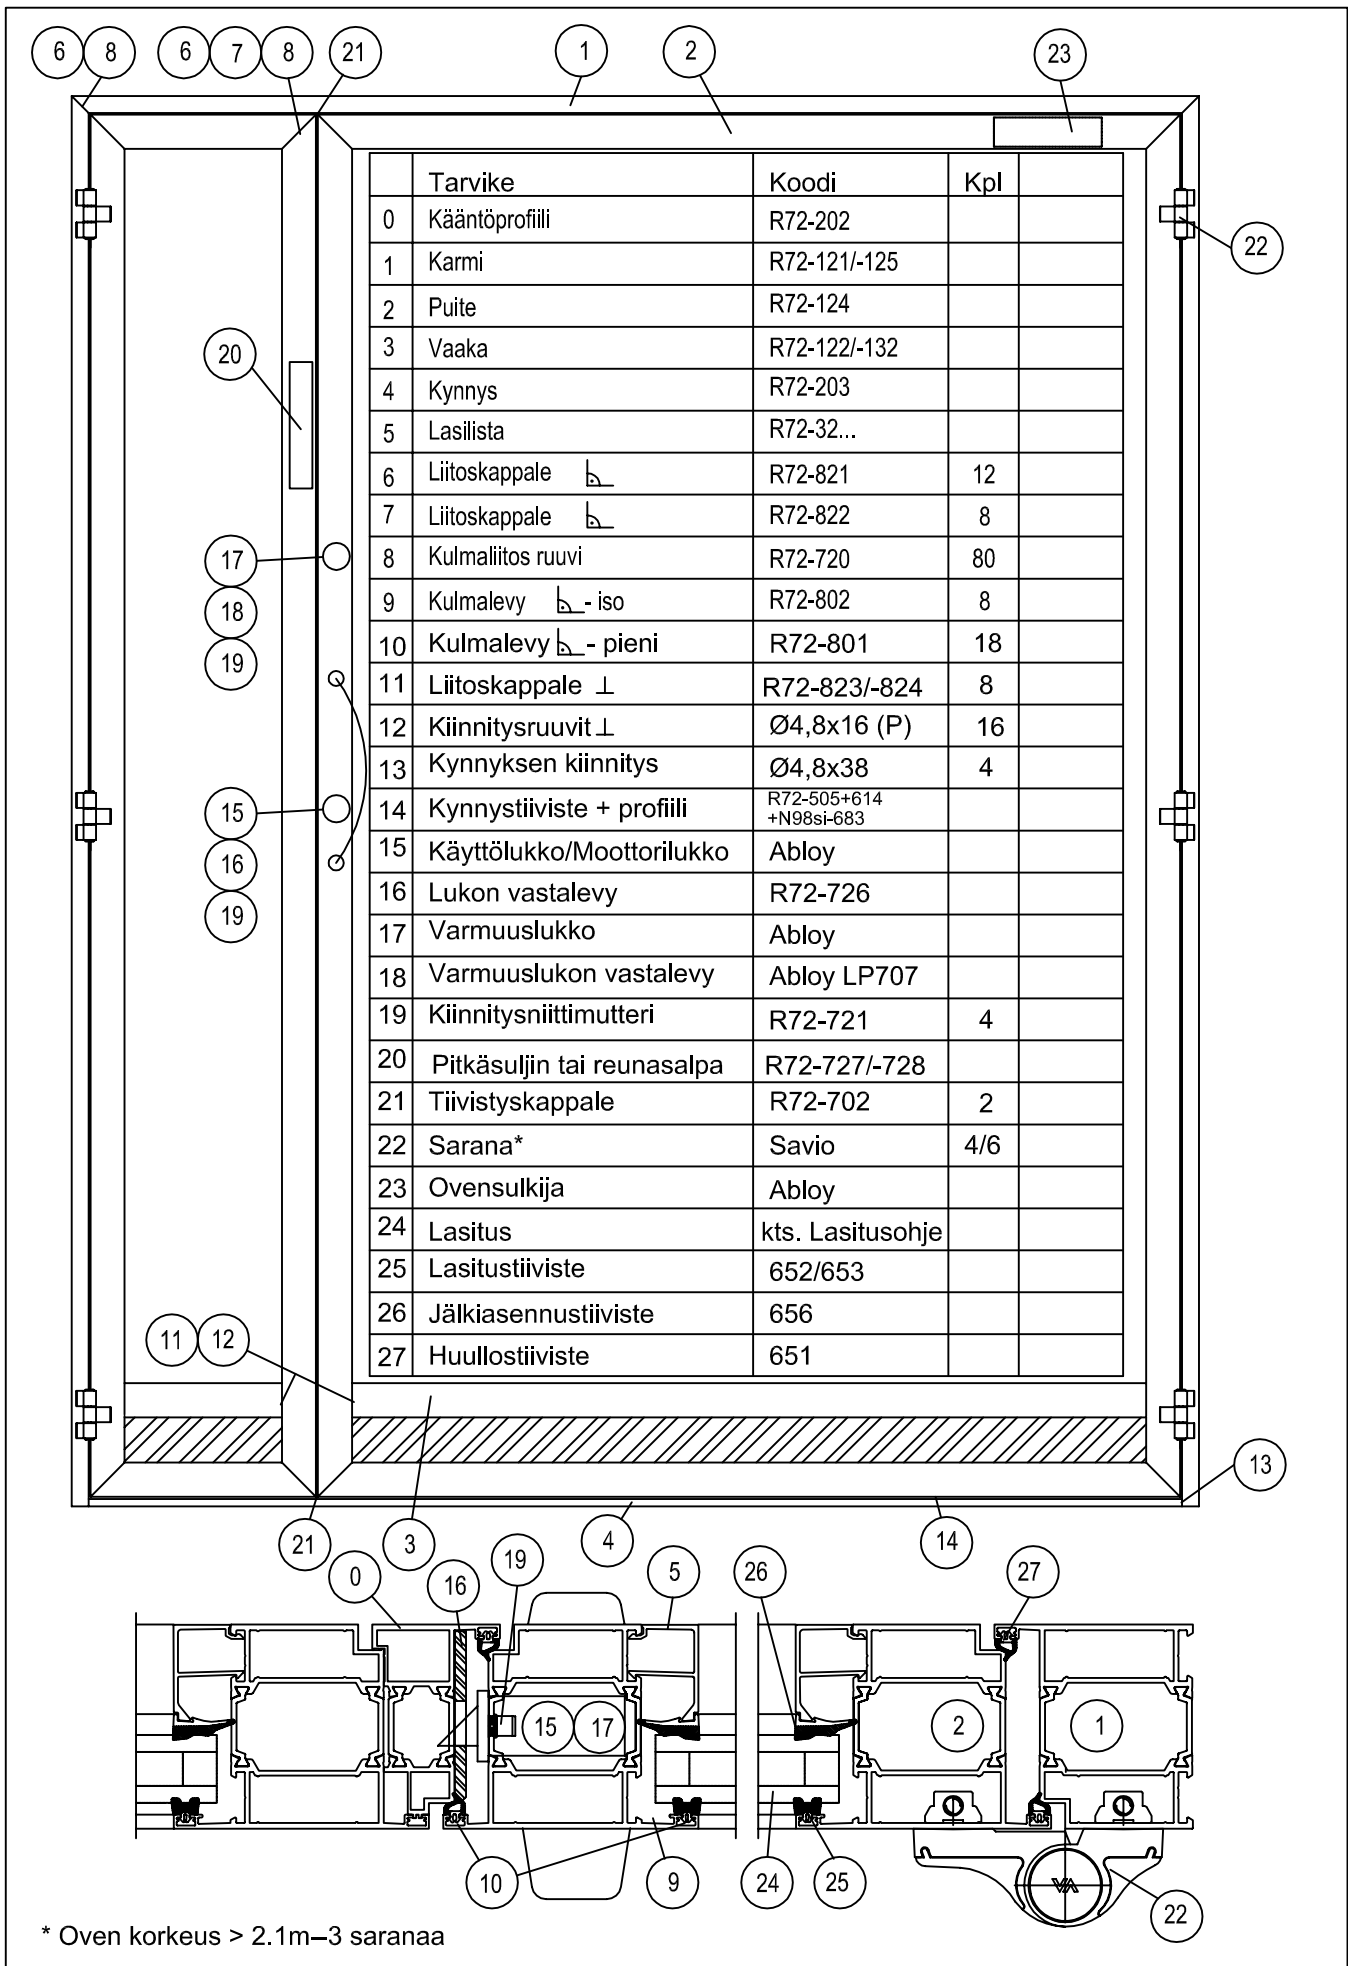 6 8 6 7 8 21 1 2 23
Tarvike Koodi Kpl
0 Kääntöprofiili R72-202
1 Karmi R72-121/-125
2 Puite R72-124
3 Vaaka R72-122/-132
4 Kynnys R72-203
5 Lasilista R72-32...
6 Liitoskappale R72-821 12
7 Liitoskappale R72-822 8
8 Kulmaliitos ruuvi R72-720 80
9 Kulmalevy - iso R72-802 8
10 Kulmalevy - pieni R72-801 18
11 Liitoskappale ⊥ R72-823/-824 8
12 Kiinnitysruuvit ⊥ Ø4,8x16 (P) 16
13 Kynnyksen kiinnitys Ø4,8x38 4
14 Kynnystiiviste + profiili R72-505+614
+N98si-683
15 Käyttölukko/Moottorilukko Abloy
16 Lukon vastalevy R72-726
17 Varmuuslukko Abloy
18 Varmuuslukon vastalevy Abloy LP707
19 Kiinnitysniittimutteri R72-721 4
20 Pitkäsuljin tai reunasalpa R72-727/-728
21 Tiivistyskappale R72-702 2
22 Sarana* Savio 4/6
23 Ovensulkija Abloy
24 Lasitus kts. Lasitusohje
25 Lasitustiiviste 652/653
26 Jälkiasennustiiviste 656
27 Huullostiiviste 651
22
20
17
18
19
15
16
19
11 12
13
21 3 4 14
0 16 19 5 26 27
15 17 2 1
10 9 24 25 22
* Oven korkeus > 2.1m–3 saranaa